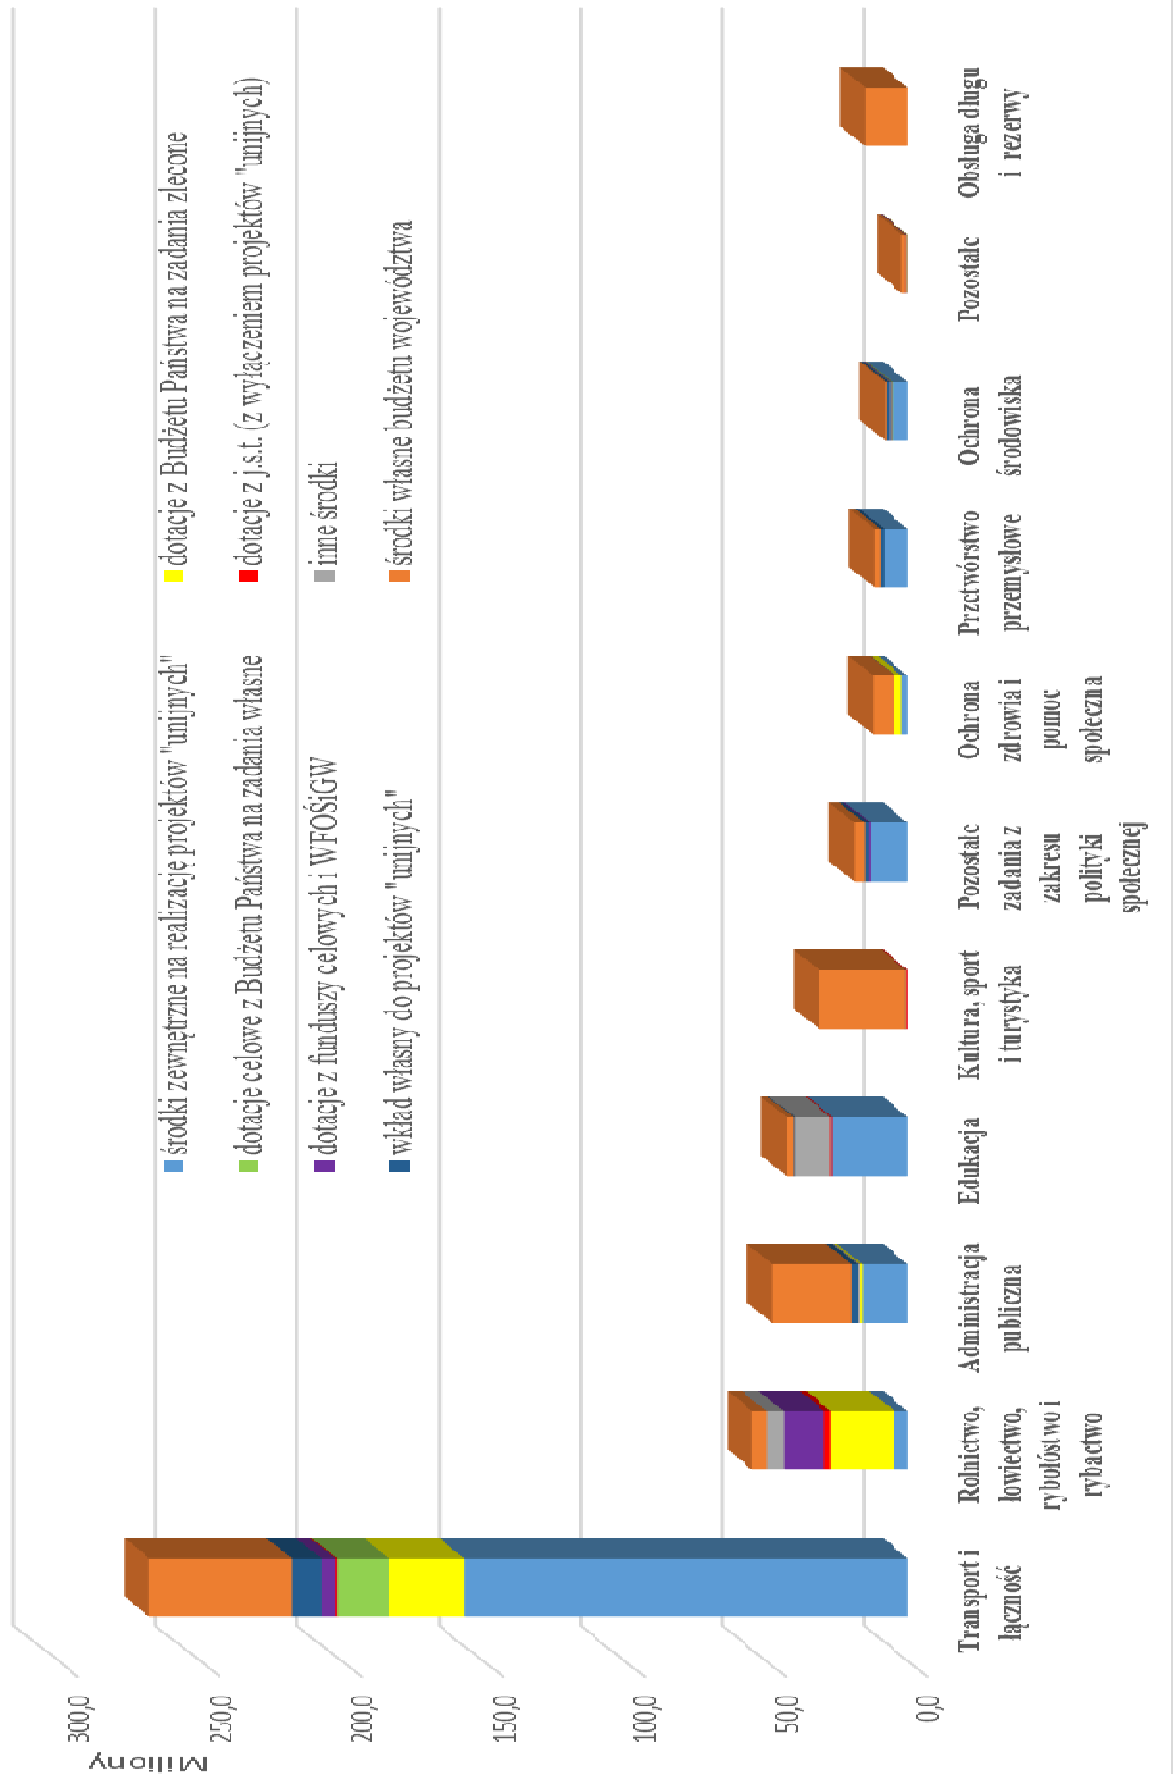 Miliony
300,0
250,0
200,0
150,0
100,0
50,0
0,0
środki zewnętrzne na realizację projektów "unijnych"
dotacje z Budżetu Państwa na zadania zlecone
dotacje celowe z Budżetu Państwa na zadania własne
dotacje z j.s.t. (z wyłączeniem projektów "unijnych)
dotacje z funduszy celowych i WFOŚiGW
inne środki
wkład własny do projektów "unijnych"
środki własne budżetu województwa
Transport i
łączność
Rolnictwo,
łowiectwo,
rybołóstwo i
rybactwo
Administracja
publiczna
Edukacja
Kultura, sport
i turystyka
Pozostałe
zadania z
zakresu
polityki
społecznej
Ochrona
zdrowia i
pomoc
społeczna
Przetwórstwo
przemysłowe
Ochrona
środowiska
Pozostałe
Obsługa długu
i rezerwy